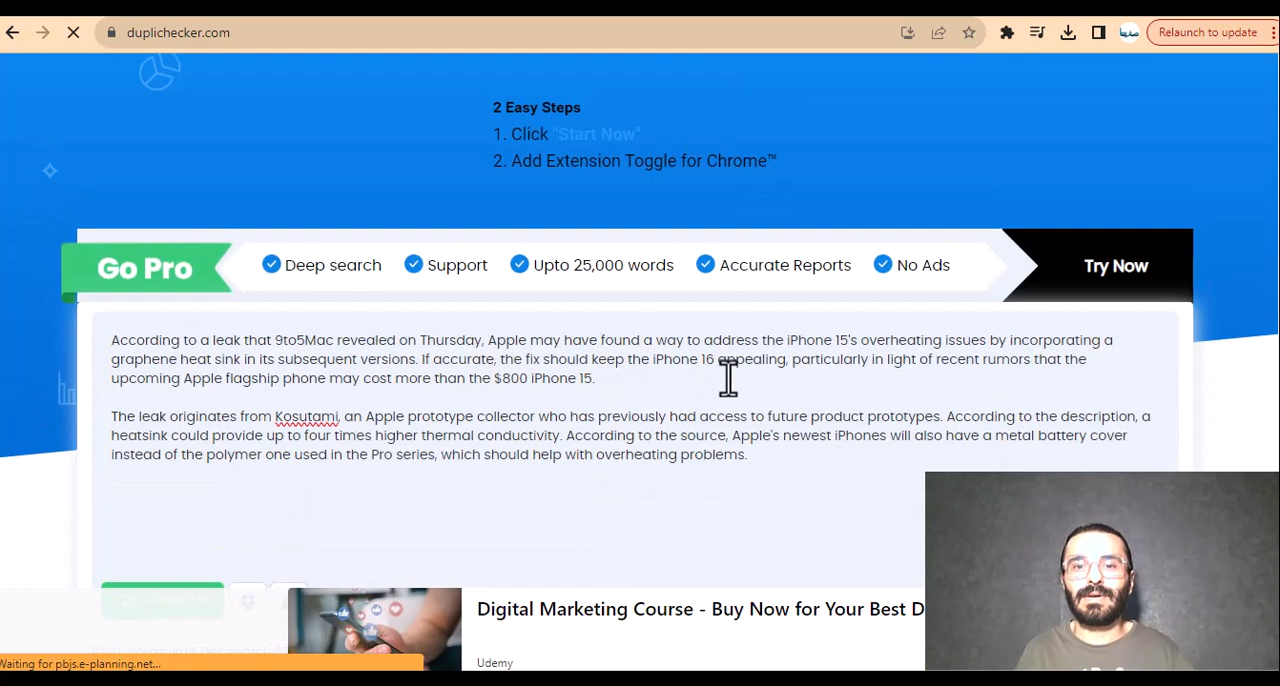 duplichecker.com
Relaunch to update
2 Easy Steps
1. Click "Start Now"
2. Add Extension Toggle for Chrome™
Go Pro
Deep search
Support
Upto 25,000 words
Accurate Reports
No Ads
Try Now
According to a leak that 9to5Mac revealed on Thursday, Apple may have found a way to address the iPhone 15's overheating issues by incorporating a
graphene heat sink in its subsequent versions. If accurate, the fix should keep the iPhone 16 appealing, particularly in light of recent rumors that the
upcoming Apple flagship phone may cost more than the $800 iPhone 15.
The leak originates from Kosutami, an Apple prototype collector who has previously had access to future product prototypes. According to the description, a
heatsink could provide up to four times higher thermal conductivity. According to the source, Apple's newest iPhones will also have a metal battery cover
instead of the polymer one used in the Pro series, which should help with overheating problems.
Digital Marketing Course - Buy Now for Your Best D
Udemy
Waiting for pbjs.e-planning.net...